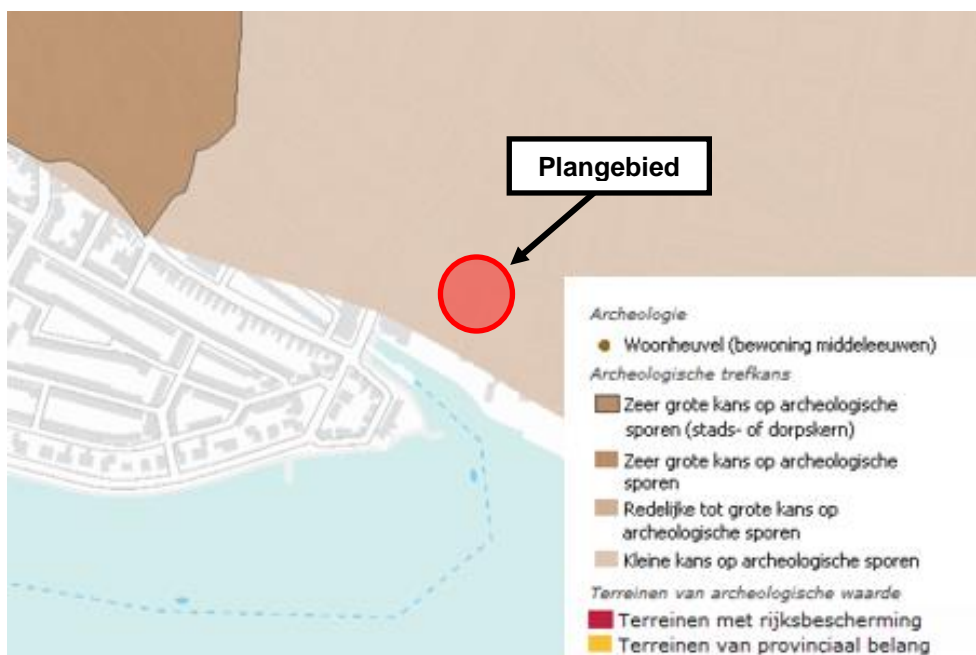 Plangebied
Archeologie
Woonheuvel (bewoning middeleeuwen)
Archeologische trefkans
Zeer grote kans op archeologische
sporen (stads- of dorpskern)
Zeer grote kans op archeologische
sporen
Redelijke tot grote kans op
archeologische sporen
Kleine kans op archeologische sporen
Terreinen van archeologische waarde
Terreinen met rijksbescherming
Terreinen van provinciaal belang